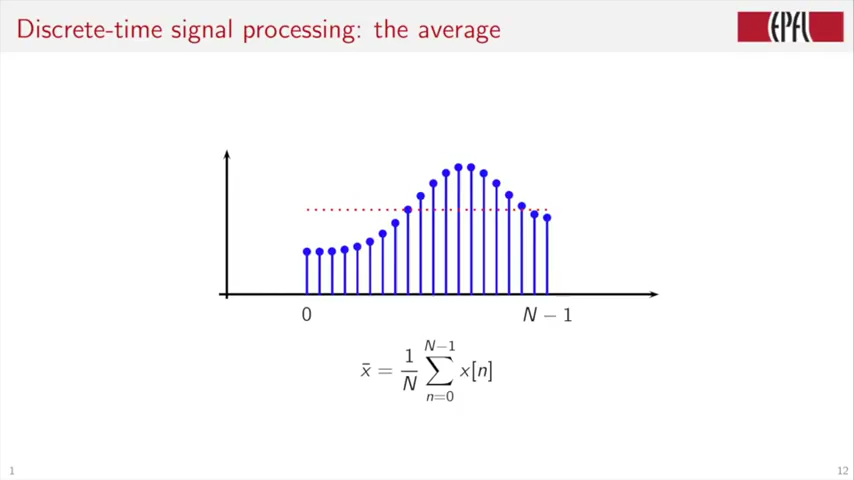 Discrete-time signal processing: the average
EPFL
0 N − 1
x̄ = 1/N ∑_{n=0}^{N−1} x[n]
1 12